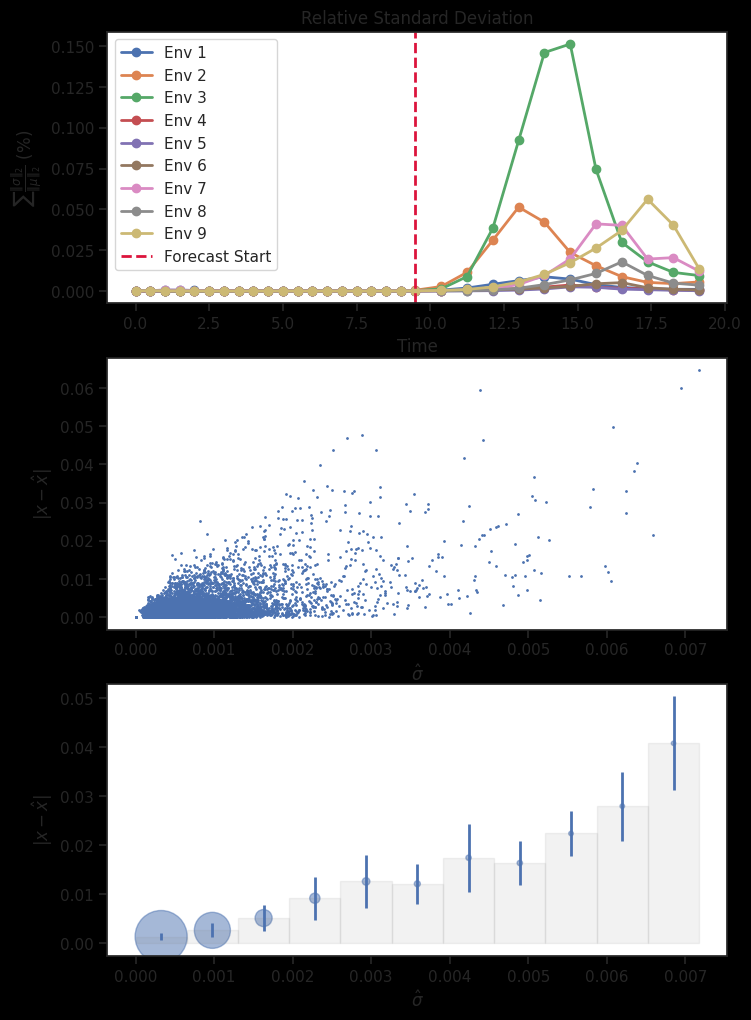 Relative Standard Deviation
∑ ‖σ‖₂/‖μ‖₂ (%)
0.150
0.125
0.100
0.075
0.050
0.025
0.000
Env 1
Env 2
Env 3
Env 4
Env 5
Env 6
Env 7
Env 8
Env 9
Forecast Start
0.0 2.5 5.0 7.5 10.0 12.5 15.0 17.5 20.0
Time
|x − x̂|
0.06
0.05
0.04
0.03
0.02
0.01
0.00
0.000 0.001 0.002 0.003 0.004 0.005 0.006 0.007
σ̂
|x − x̂|
0.05
0.04
0.03
0.02
0.01
0.00
0.000 0.001 0.002 0.003 0.004 0.005 0.006 0.007
σ̂